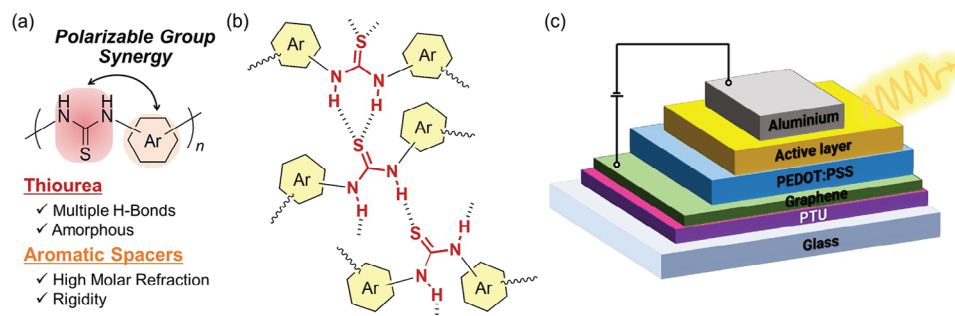 (a)
Polarizable Group
Synergy
H
N
H
N
S
Ar
n
Thiourea
✓ Multiple H-Bonds
✓ Amorphous
Aromatic Spacers
✓ High Molar Refraction
✓ Rigidity
(b)
Ar
S
Ar
N
H
N
H
S
Ar
Ar
N
H
N
H
S
H
N
Ar
N
H
Ar
(c)
Aluminium
Active layer
PEDOT:PSS
Graphene
PTU
Glass